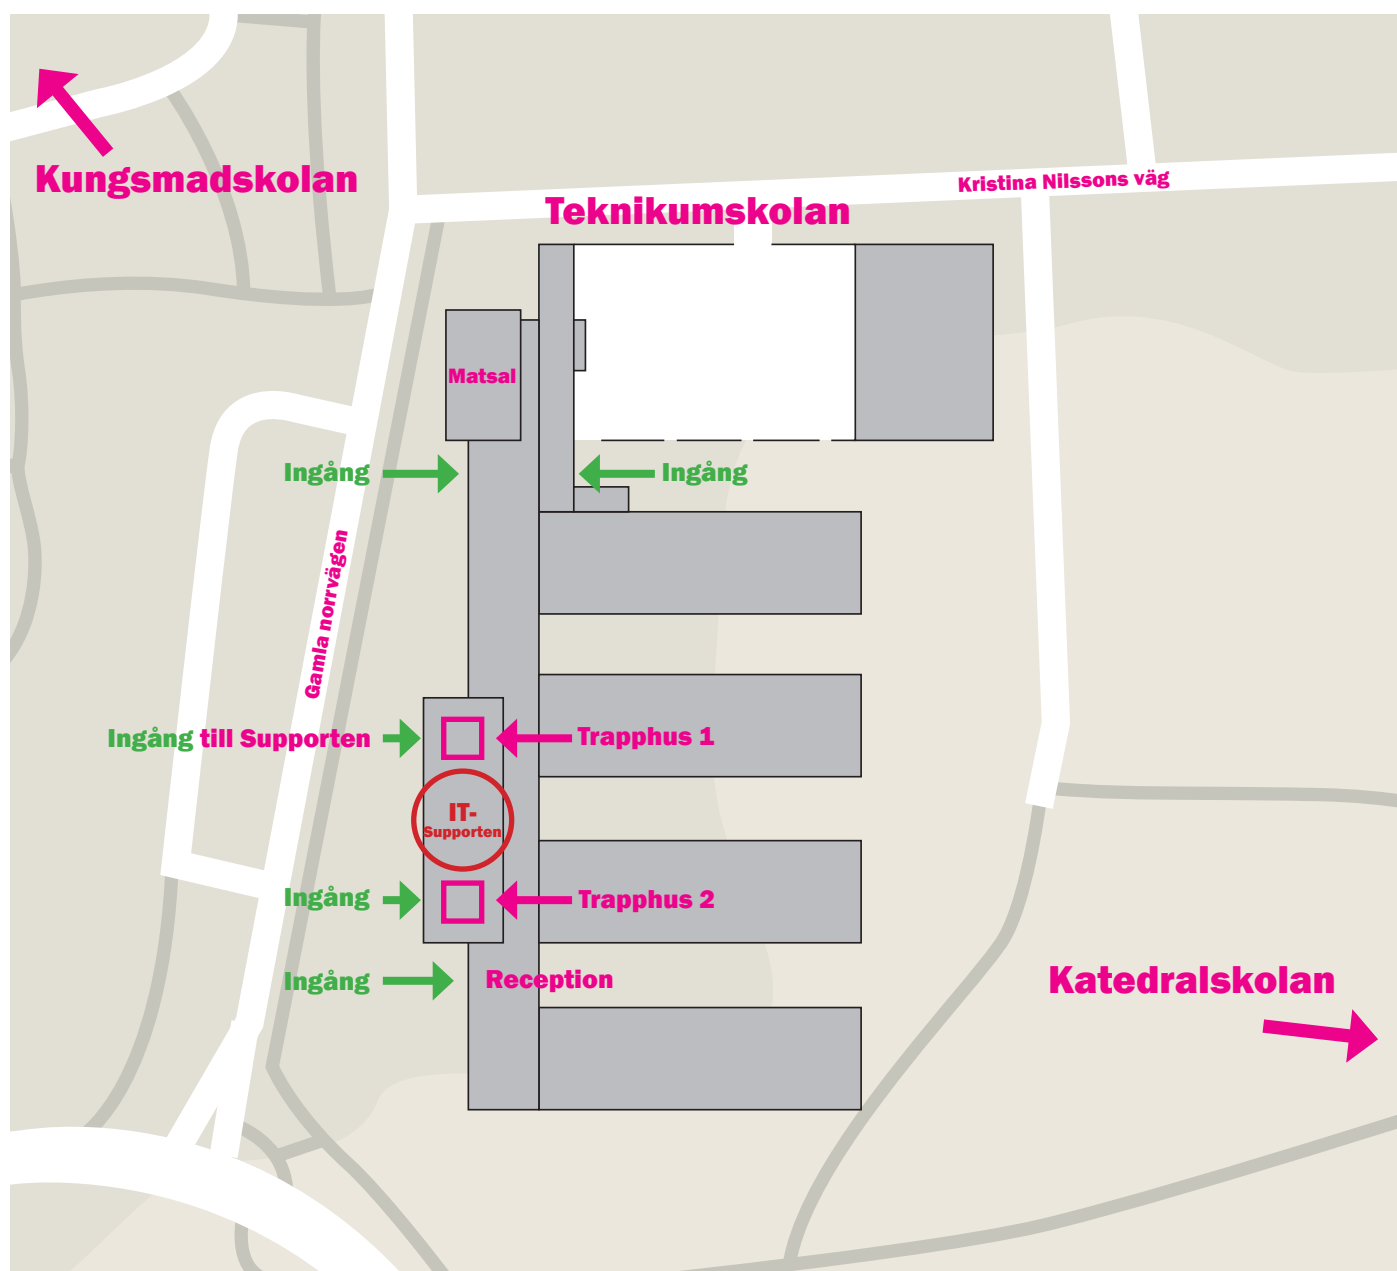 Kungsmadskolan
Kristina Nilssons väg
Teknikumskolan
Matsal
Ingång
Ingång
Gamla norrvägen
Ingång till Supporten
Trapphus 1
IT-
Supporten
Ingång
Trapphus 2
Ingång
Reception
Katedralskolan